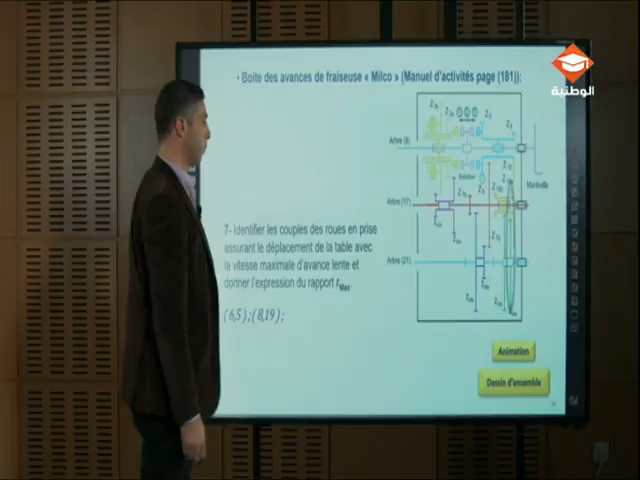 • Boite des avances de fraiseuse « Milco » (Manuel d'activités page (181)):
الوطنية
Arbre (9)
Manivelle
Arbre (17)
7- Identifier les couples des roues en prise
assurant le déplacement de la table avec
la vitesse maximale d'avance lente et
donner l'expression du rapport rMax.
Arbre (21)
(6,5) ; (8,19) ;
Animation
Dessin d'ensemble